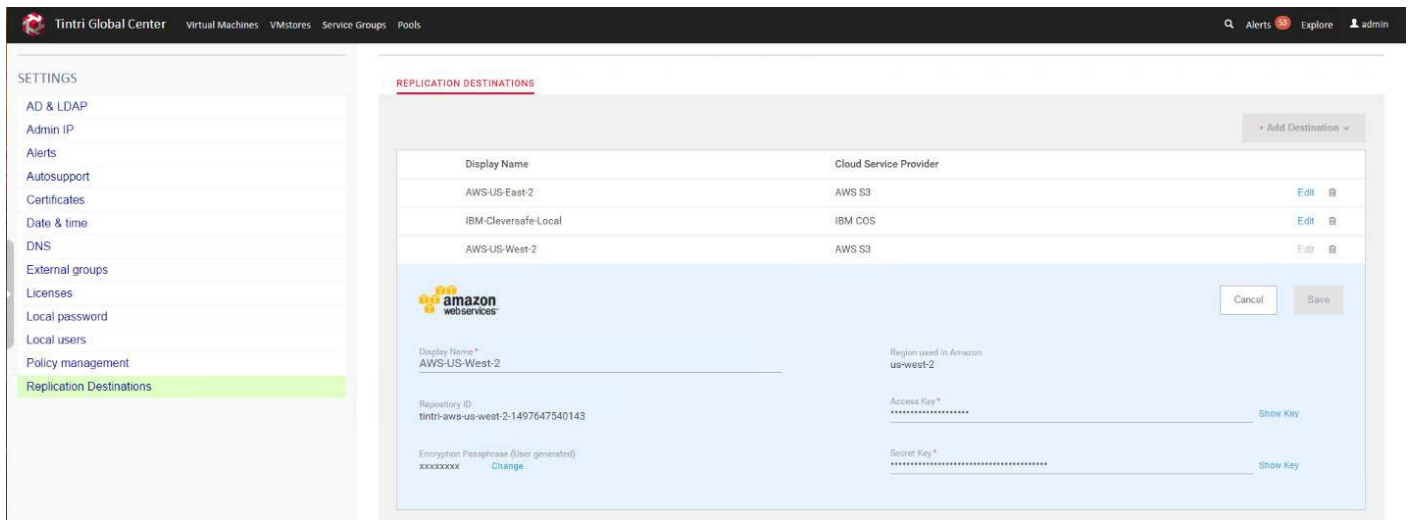 Tintri Global Center Virtual Machines VMstores Service Groups Pools Alerts 53 Explore admin
SETTINGS
AD & LDAP
Admin IP
Alerts
Autosupport
Certificates
Date & time
DNS
External groups
Licenses
Local password
Local users
Policy management
Replication Destinations
REPLICATION DESTINATIONS
+ Add Destination
Display Name Cloud Service Provider
AWS-US-East-2 AWS S3 Edit
IBM-Cleversafe-Local IBM COS Edit
AWS-US-West-2 AWS S3 Edit
amazon
webservices™
Cancel Save
Display Name* Region used in Amazon
AWS-US-West-2 us-west-2
Repository ID Access Key*
tintri-aws-us-west-2-1497647540143 •••••••••••••••••••• Show Key
Encryption Passphrase (User generated) Secret Key*
xxxxxxxx Change •••••••••••••••••••••••••••••••••••••••• Show Key